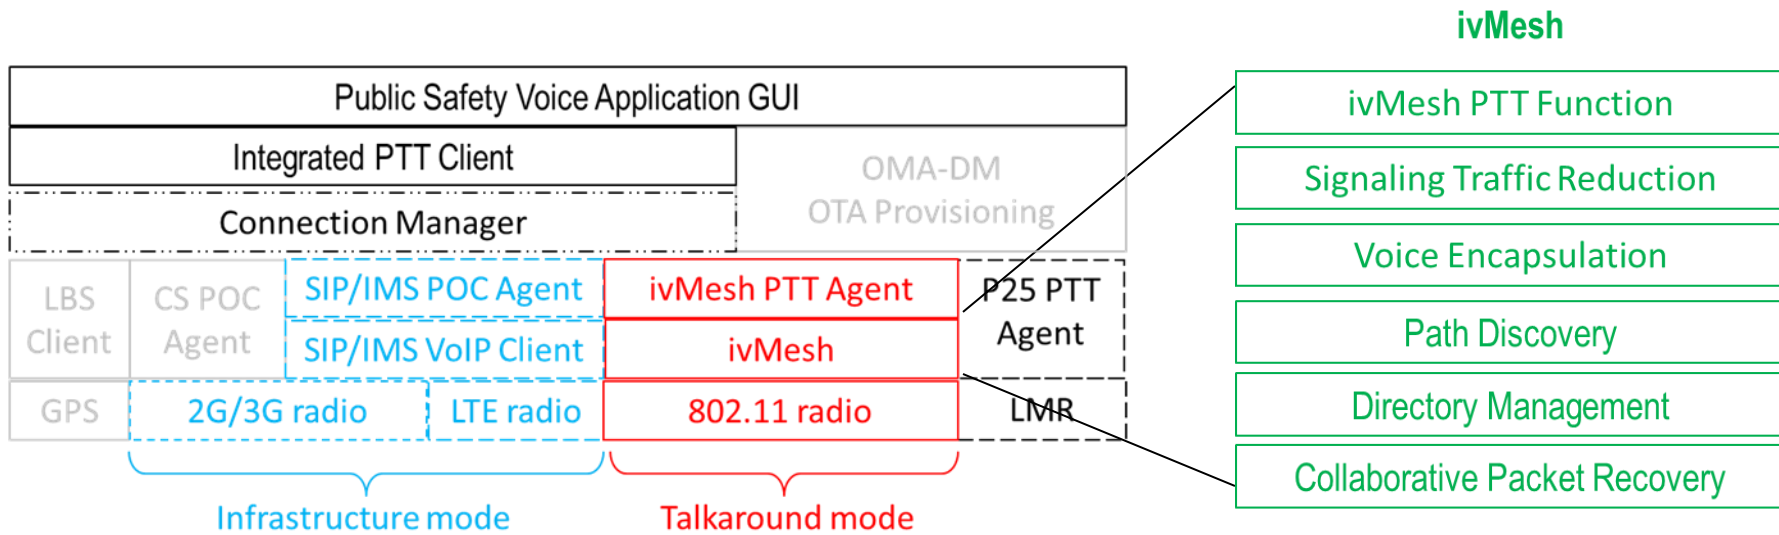 ivMesh
Public Safety Voice Application GUI
Integrated PTT Client
OMA-DM
OTA Provisioning
Connection Manager
LBS
Client
CS POC
Agent
SIP/IMS POC Agent
SIP/IMS VoIP Client
ivMesh PTT Agent
ivMesh
P25 PTT
Agent
GPS
2G/3G radio
LTE radio
802.11 radio
LMR
Infrastructure mode
Talkaround mode
ivMesh PTT Function
Signaling Traffic Reduction
Voice Encapsulation
Path Discovery
Directory Management
Collaborative Packet Recovery